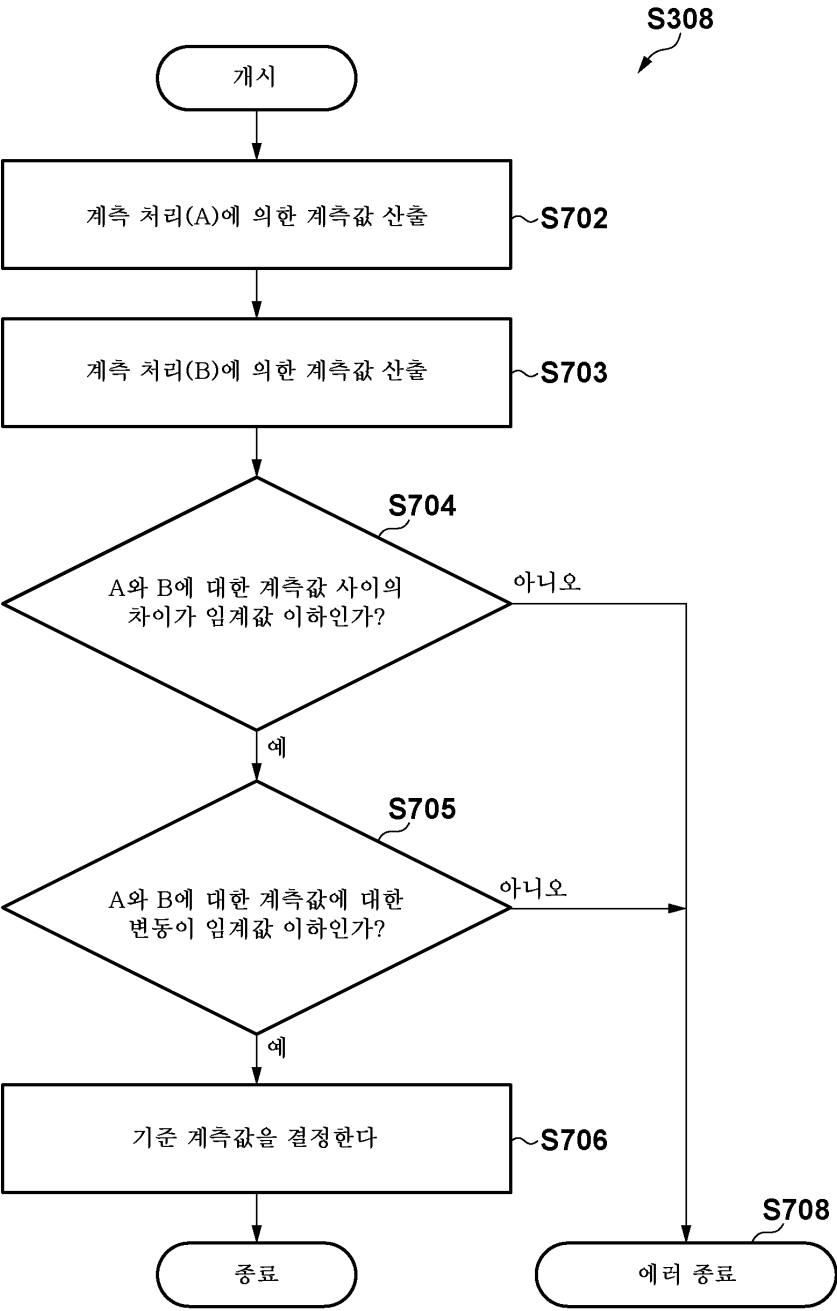 S308
개시
계측 처리(A)에 의한 계측값 산출
S702
계측 처리(B)에 의한 계측값 산출
S703
S704
A와 B에 대한 계측값 사이의
차이가 임계값 이하인가?
아니오
예
S705
A와 B에 대한 계측값에 대한
변동이 임계값 이하인가?
아니오
예
기준 계측값을 결정한다
S706
S708
종료
에러 종료